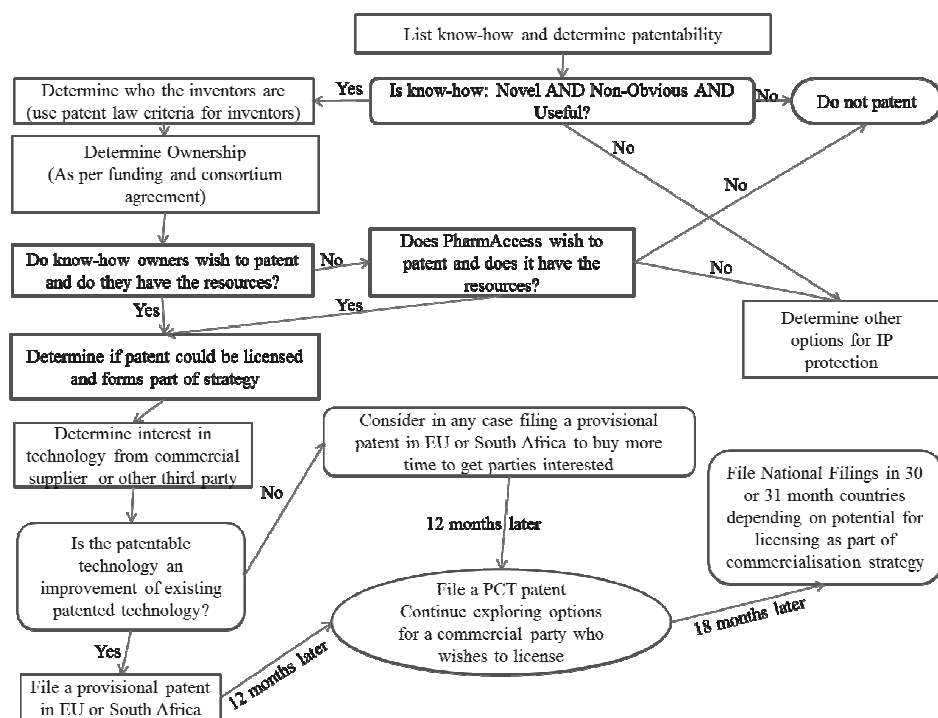 List know-how and determine patentability
Determine who the inventors are
(use patent law criteria for inventors)
Yes
Is know-how: Novel AND Non-Obvious AND
Useful?
No
Do not patent
Determine Ownership
(As per funding and consortium
agreement)
No
No
Do know-how owners wish to patent
and do they have the resources?
No
Does PharmAccess wish to
patent and does it have the
resources?
No
Yes
Yes
Determine other
options for IP
protection
Determine if patent could be licensed
and forms part of strategy
Determine interest in
technology from commercial
supplier or other third party
No
Consider in any case filing a provisional
patent in EU or South Africa to buy more
time to get parties interested
12 months later
File National Filings in 30
or 31 month countries
depending on potential for
licensing as part of
commercialisation strategy
Is the patentable
technology an
improvement of existing
patented technology?
Yes
File a PCT patent
Continue exploring options
for a commercial party who
wishes to license
18 months later
12 months later
File a provisional patent
in EU or South Africa